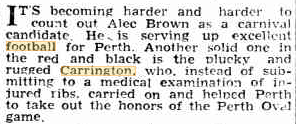 IT'S becoming harder and harder to
count out Alec Brown as a carnival
candidate. He is serving up excellent
football for Perth. Another solid one in
the red and black is the plucky and
rugged Carrington, who, instead of sub-
mitting to a medical examination of in-
jured ribs, carried on and helped Perth
to take out the honors of the Perth Oval
game.